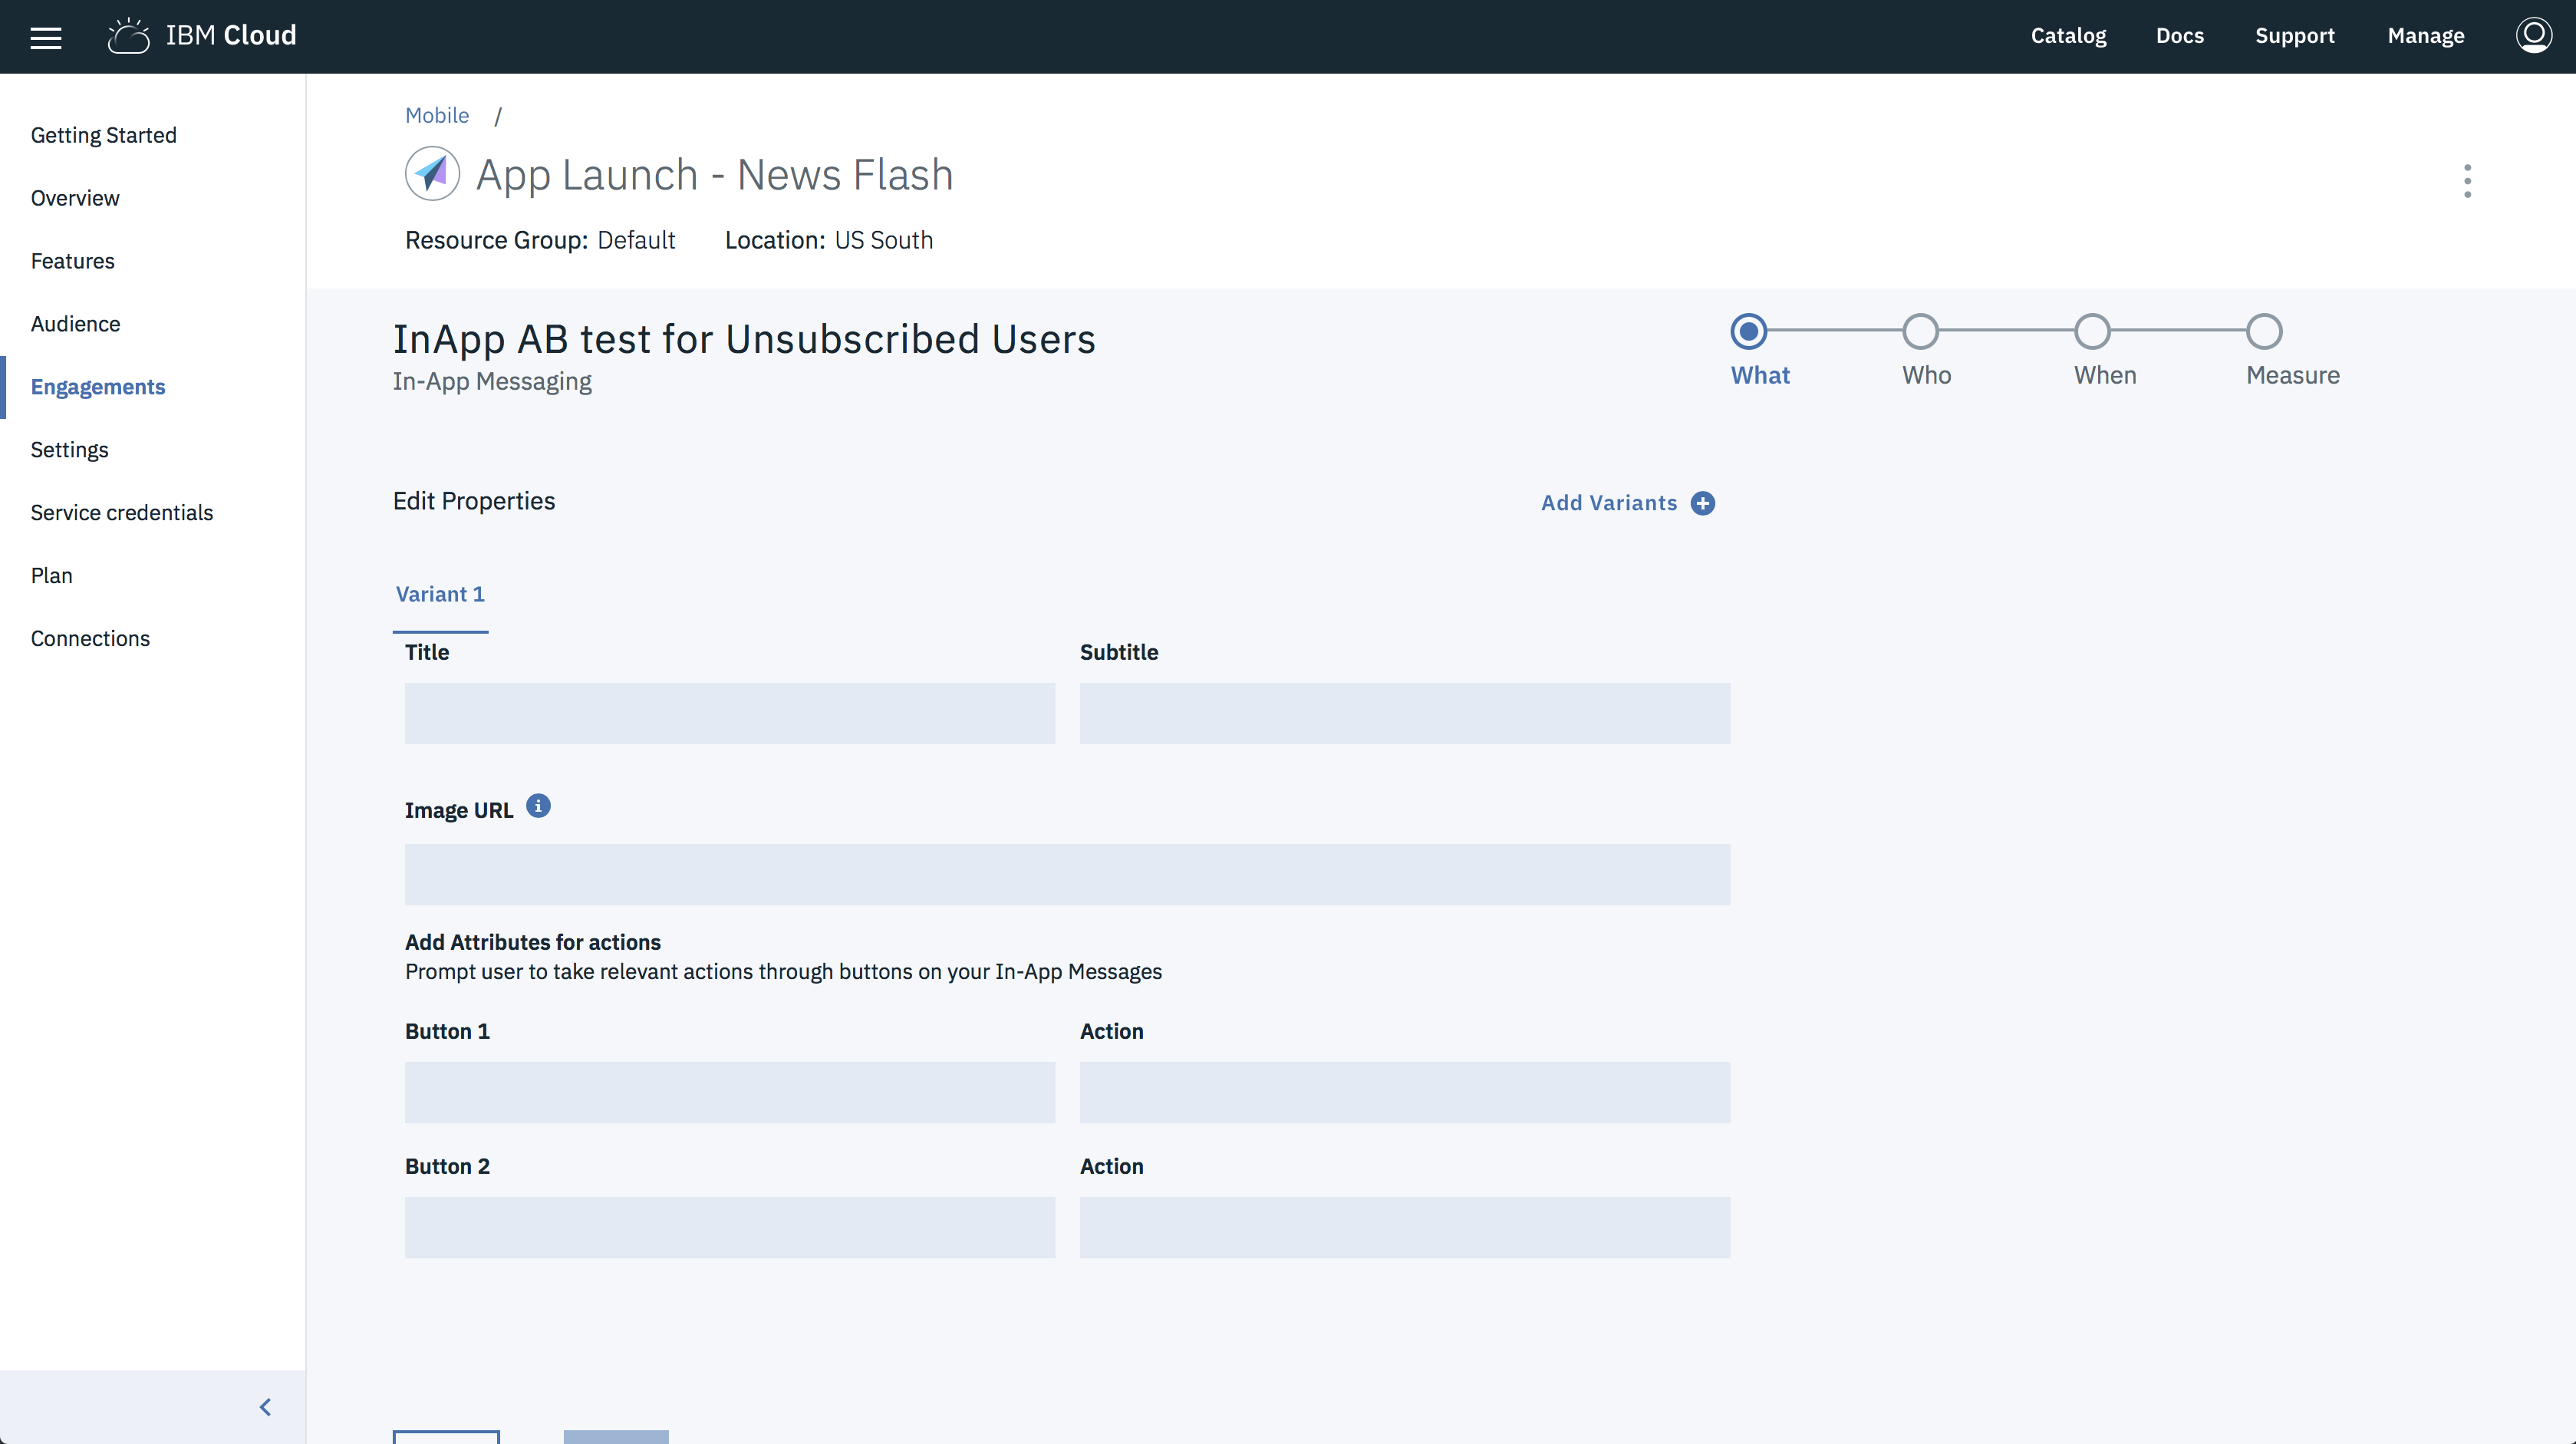 IBM Cloud
Catalog Docs Support Manage
Getting Started
Overview
Features
Audience
Engagements
Settings
Service credentials
Plan
Connections
Mobile /
App Launch - News Flash
Resource Group: Default Location: US South
InApp AB test for Unsubscribed Users
In-App Messaging
What Who When Measure
Edit Properties
Add Variants
Variant 1
Title Subtitle
Image URL
Add Attributes for actions
Prompt user to take relevant actions through buttons on your In-App Messages
Button 1 Action
Button 2 Action